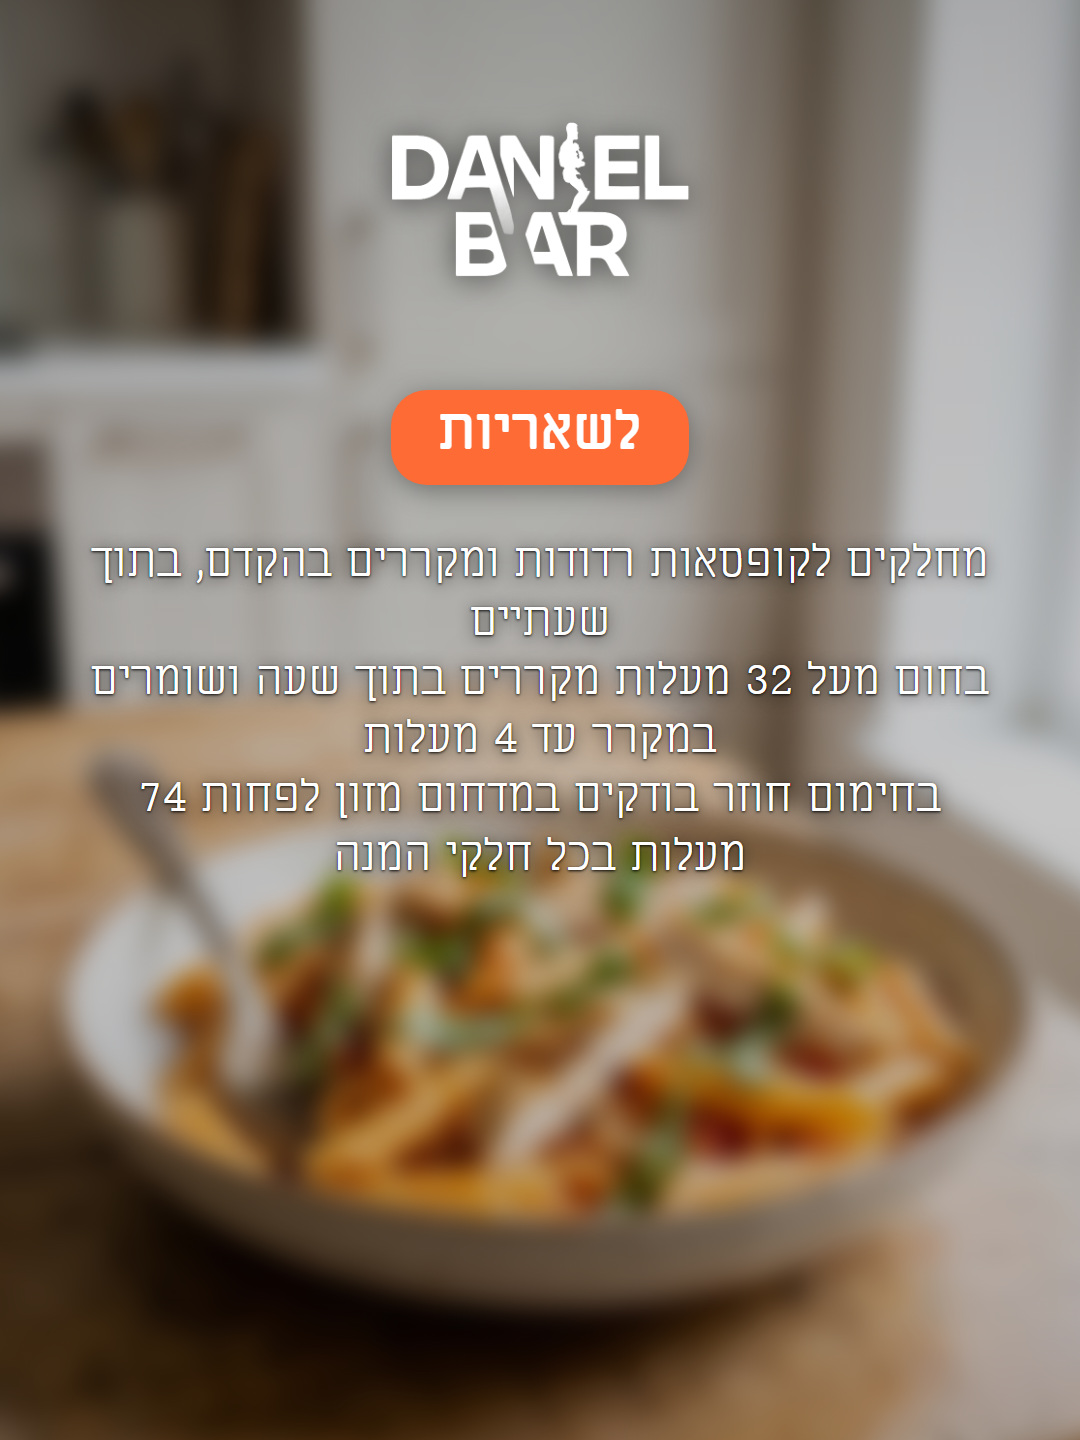 DANIEL
BAR
לשאריות
מחלקים לקופסאות רדודות ומקררים בהקדם, בתוך
שעתיים
בחום מעל 32 מעלות מקררים בתוך שעה ושומרים
במקרר עד 4 מעלות
בחימום חוזר בודקים במדחום מזון לפחות 74
מעלות בכל חלקי המנה